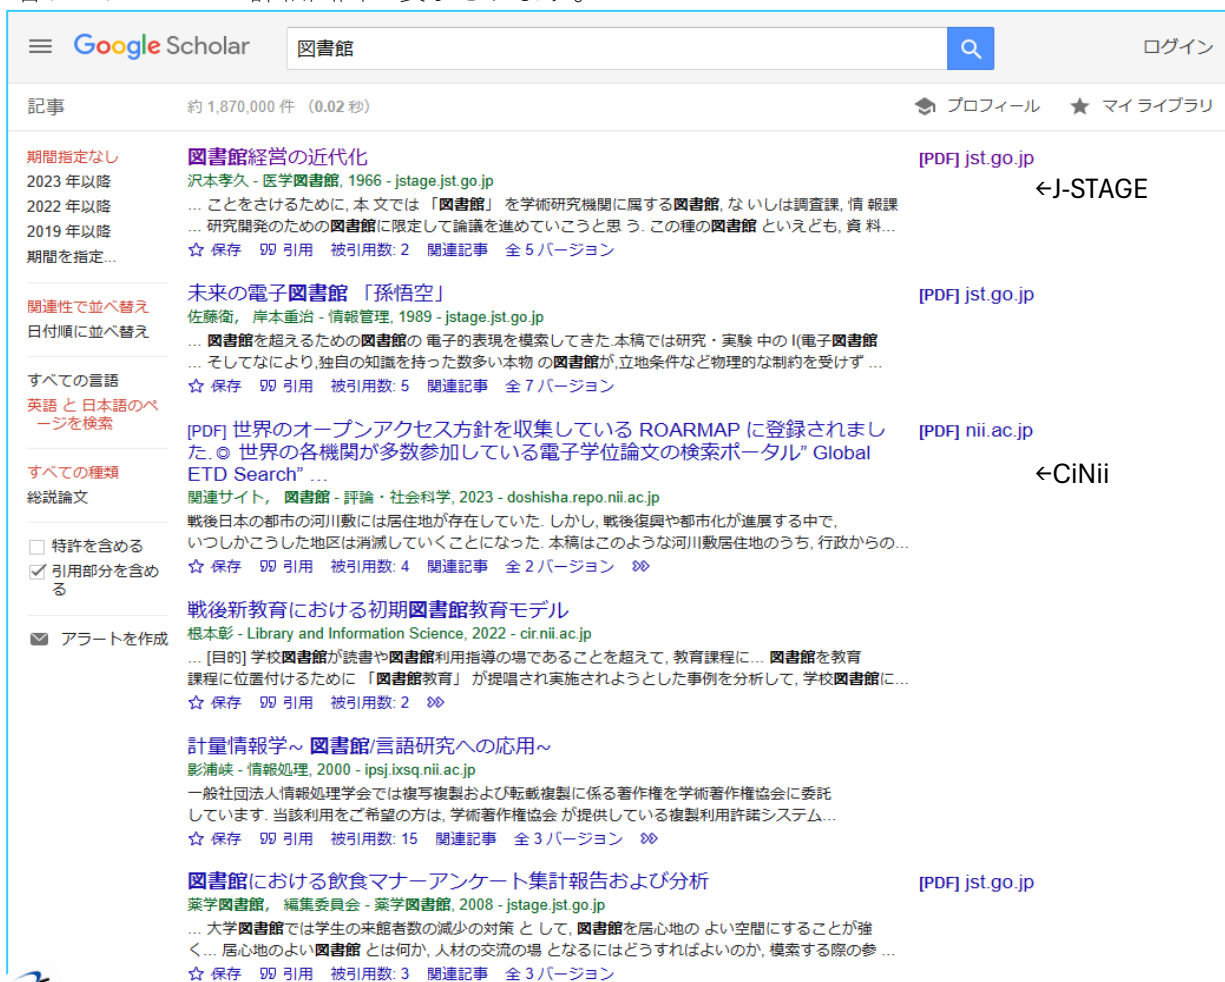 Google Scholar
図書館
ログイン
記事
約 1,870,000 件 （0.02 秒）
プロフィール
マイ ライブラリ
期間指定なし
2023 年以降
2022 年以降
2019 年以降
期間を指定...
関連性で並べ替え
日付順に並べ替え
すべての言語
英語 と 日本語のペ
ージを検索
すべての種類
総説論文
特許を含める
引用部分を含め
る
アラートを作成
図書館経営の近代化
[PDF] jst.go.jp
←J-STAGE
沢本孝久 - 医学図書館, 1966 - jstage.jst.go.jp
… ことをさけるために, 本 文では 「図書館」 を学術研究機関に属する図書館, な いしは調査課, 情 報課
… 研究開発のための図書館に限定して論議を進めていこうと思 う. この種の図書館 といえども, 資 料…
保存 引用 被引用数: 2 関連記事 全 5 バージョン
未来の電子図書館 「孫悟空」
[PDF] jst.go.jp
佐藤衛， 岸本重治 - 情報管理, 1989 - jstage.jst.go.jp
… 図書館を超えるための図書館の 電子的表現を模索してきた.本稿では研究・実験 中の I(電子図書館
… そしてなにより,独自の知識を持った数多い本物 の図書館が,立地条件など物理的な制約を受けず …
保存 引用 被引用数: 5 関連記事 全 7 バージョン
[PDF] 世界のオープンアクセス方針を収集している ROARMAP に登録されまし
た.◎ 世界の各機関が多数参加している電子学位論文の検索ポータル” Global
ETD Search” …
[PDF] nii.ac.jp
←CiNii
関連サイト， 図書館 - 評論・社会科学, 2023 - doshisha.repo.nii.ac.jp
戦後日本の都市の河川敷には居住地が存在していた. しかし, 戦後復興や都市化が進展する中で,
いつしかこうした地区は消滅していくことになった. 本稿はこのような河川敷居住地のうち, 行政からの…
保存 引用 被引用数: 4 関連記事 全 2 バージョン
戦後新教育における初期図書館教育モデル
根本彰 - Library and Information Science, 2022 - cir.nii.ac.jp
… [目的] 学校図書館が読書や図書館利用指導の場であることを超えて, 教育課程に… 図書館を教育
課程に位置付けるために 「図書館教育」 が提唱され実施されようとした事例を分析して, 学校図書館に…
保存 引用 被引用数: 2
計量情報学~ 図書館/言語研究への応用~
影浦峡 - 情報処理, 2000 - ipsj.ixsq.nii.ac.jp
一般社団法人情報処理学会では複写複製および転載複製に係る著作権を学術著作権協会に委託
しています. 当該利用をご希望の方は, 学術著作権協会 が提供している複製利用許諾システム…
保存 引用 被引用数: 15 関連記事 全 3 バージョン
図書館における飲食マナーアンケート集計報告および分析
[PDF] jst.go.jp
薬学図書館， 編集委員会 - 薬学図書館, 2008 - jstage.jst.go.jp
… 大学図書館では学生の来館者数の減少の対策 と して, 図書館を居心地の よい空間にすることが強
く… 居心地のよい図書館 とは何か, 人材の交流の場 となるにはどうすればよいのか, 模索する際の参 …
保存 引用 被引用数: 3 関連記事 全 3 バージョン